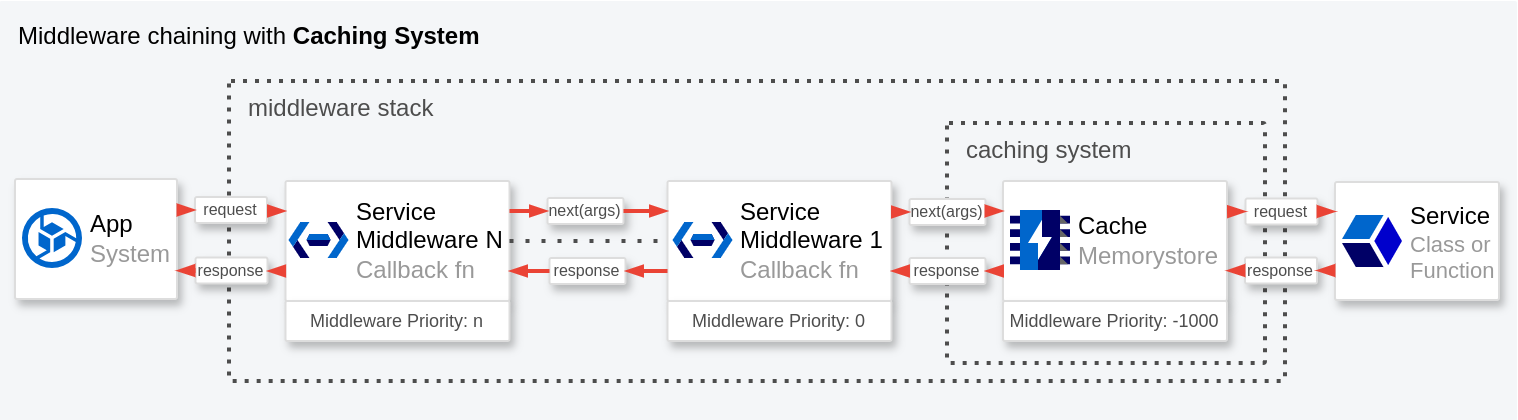 Middleware chaining with Caching System
middleware stack
caching system
App
System
request
response
Service
Middleware N
Callback fn
Middleware Priority: n
next(args)
response
Service
Middleware 1
Callback fn
Middleware Priority: 0
next(args)
response
Cache
Memorystore
Middleware Priority: -1000
request
response
Service
Class or
Function